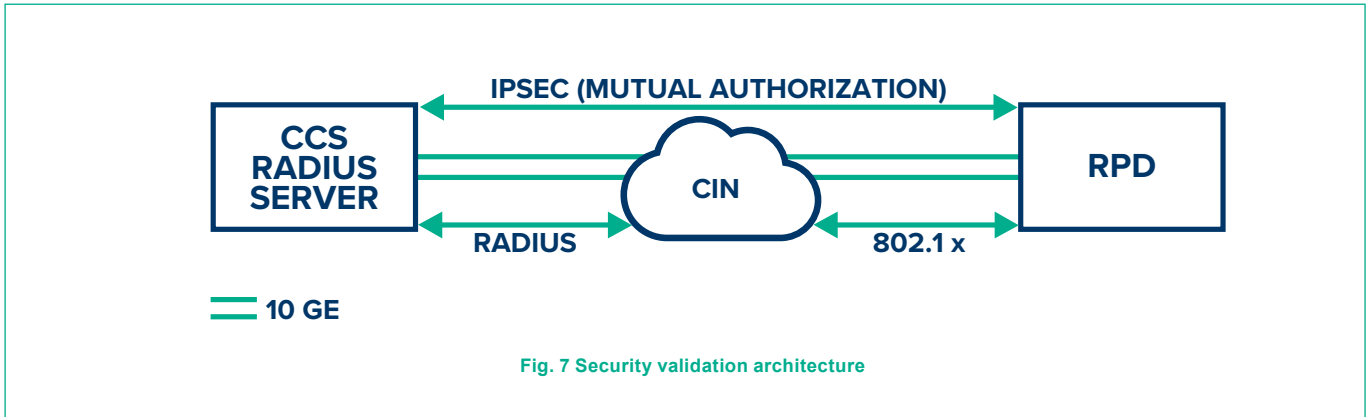 IPSEC (MUTUAL AUTHORIZATION)
CCS
RADIUS
SERVER
CIN
RPD
RADIUS
802.1 x
10 GE
Fig. 7 Security validation architecture